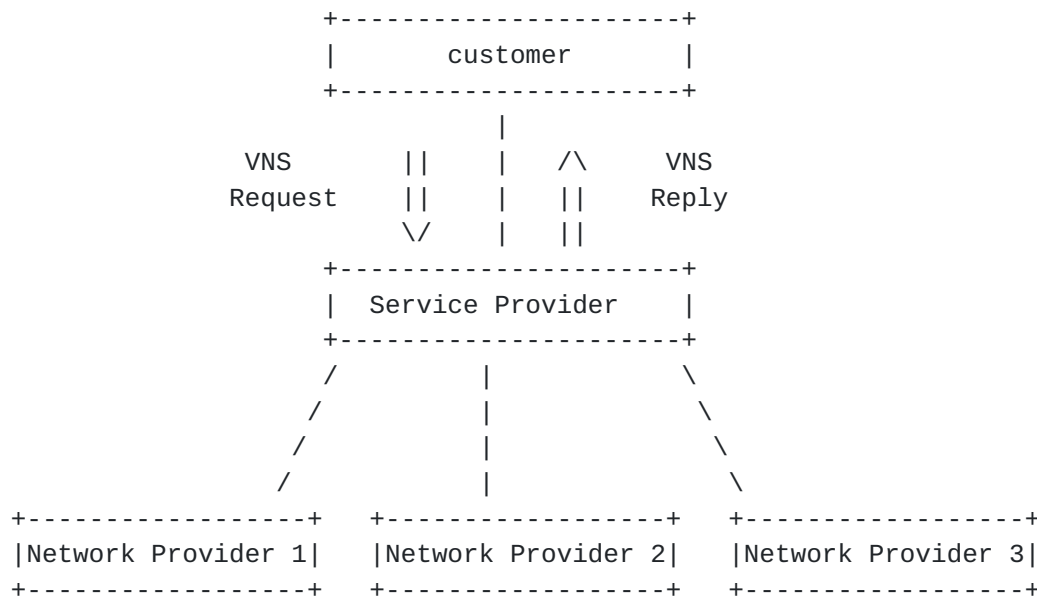 customer
VNS VNS
Request Reply
Service Provider
Network Provider 1 Network Provider 2 Network Provider 3